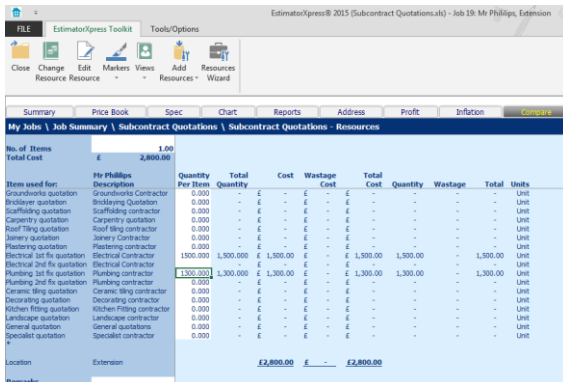 EstimatorXpress® 2015 (Subcontract Quotations.als) - Job 19: Mr Phillips, Extension
FILE EstimatorXpress Toolkit Tools/Options
Close Change Edit Markers Views Add Resources
Resource Resource Resources Wizard
Summary Price Book Spec Chart Reports Address Profit Inflation Compare
My Jobs \ Job Summary \ Subcontract Quotations \ Subcontract Quotations - Resources
No. of Items 1.00
Total Cost £ 2,800.00
Mr Phillips Quantity Total Cost Wastage Total
Item used for: Description Per Item Quantity Cost Cost Quantity Wastage Total Units
Groundworks quotation Groundworks Contractor 0.000 - £ - £ - £ - - - - Unit
Bricklayer quotation Bricklaying Quotation 0.000 - £ - £ - £ - - - - Unit
Scaffolding quotation Scaffolding contractor 0.000 - £ - £ - £ - - - - Unit
Carpentry quotation Carpentry quotation 0.000 - £ - £ - £ - - - - Unit
Roof Tiling quotation Roof tiling contractor 0.000 - £ - £ - £ - - - - Unit
Joinery quotation Joinery Contractor 0.000 - £ - £ - £ - - - - Unit
Plastering quotation Plastering contractor 0.000 - £ - £ - £ - - - - Unit
Electrical 1st fix quotation Electrical Contractor 1500.000 1,500.000 £ 1,500.00 £ - £ 1,500.00 1,500.00 - 1,500.00 Unit
Electrical 2nd fix quotation Electrical Contractor 0.000 - £ - £ - £ - - - - Unit
Plumbing 1st fix quotation Plumbing contractor 1300.000 1,300.000 £ 1,300.00 £ - £ 1,300.00 1,300.00 - 1,300.00 Unit
Plumbing 2nd fix quotation Plumbing contractor 0.000 - £ - £ - £ - - - - Unit
Ceramic tiling quotation Ceramic tiling contractor 0.000 - £ - £ - £ - - - - Unit
Decorating quotation Decorating contractor 0.000 - £ - £ - £ - - - - Unit
Kitchen fitting quotation Kitchen Fitting contractor 0.000 - £ - £ - £ - - - - Unit
Landscape quotation Landscape contractor 0.000 - £ - £ - £ - - - - Unit
General quotation General quotations 0.000 - £ - £ - £ - - - - Unit
Specialist quotation Specialist contractor 0.000 - £ - £ - £ - - - - Unit
*
Location Extension £2,800.00 £ - £2,800.00
Remarks